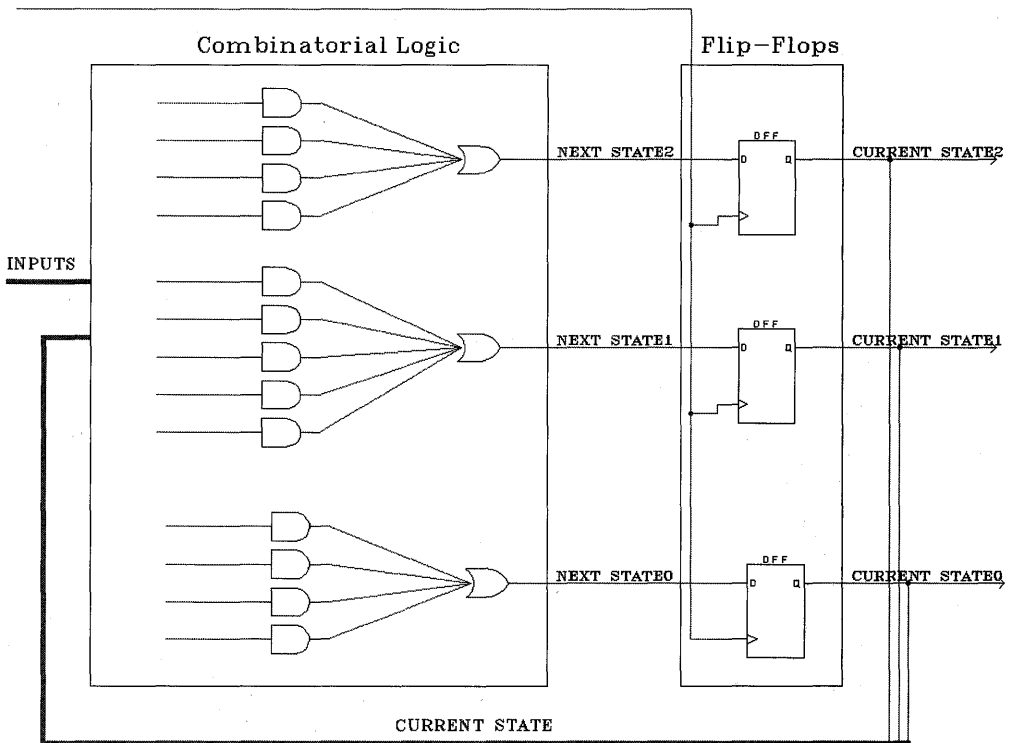 Combinatorial Logic
Flip-Flops
DFF
NEXT STATE2
D
Q
CURRENT STATE2
INPUTS
DFF
NEXT STATE1
D
Q
CURRENT STATE1
DFF
NEXT STATE0
D
Q
CURRENT STATE0
CURRENT STATE